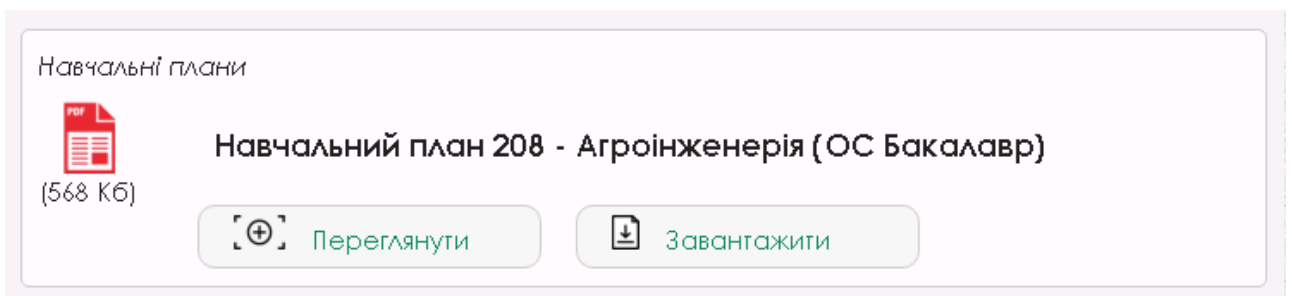 Навчальні плани
PDF
Навчальний план 208 - Агроінженерія (ОС Бакалавр)
(568 Кб)
Переглянути
Завантажити